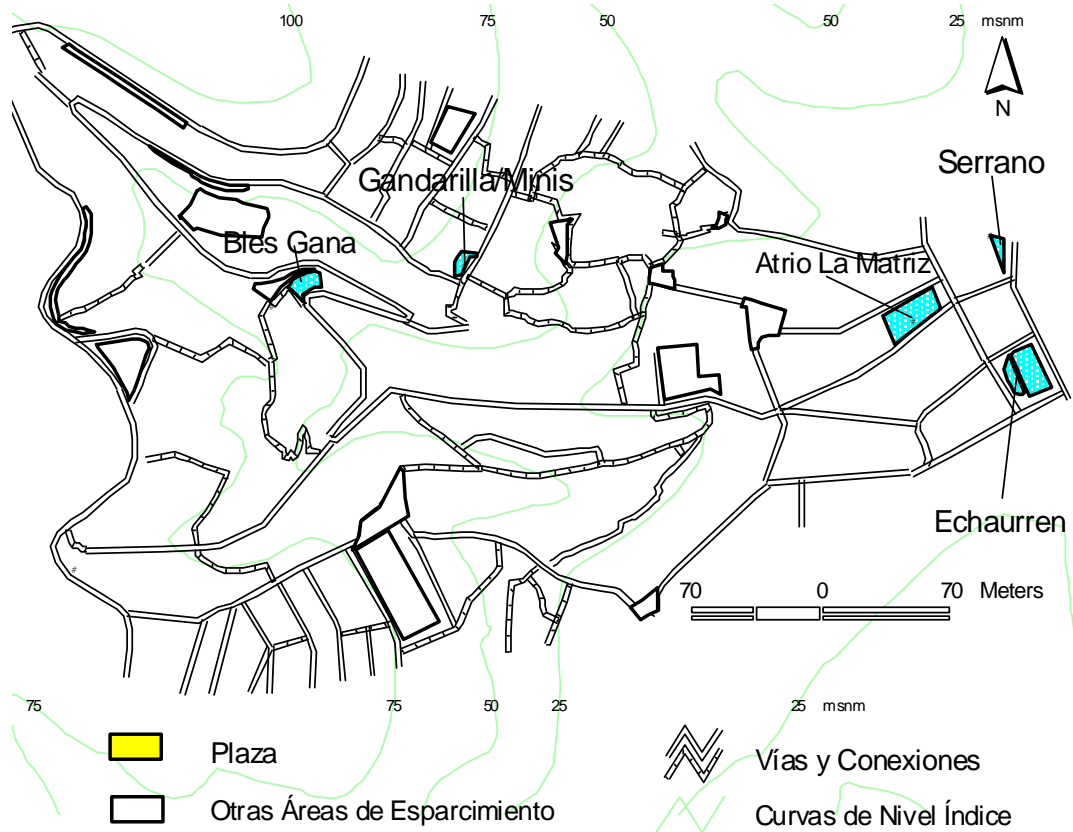 100 75 50 50 25 msnm
N
Serrano
Gandarilla/Minis
Bles Gana
Atrio La Matriz
Echaurren
70 0 70 Meters
75 75 50 25 25 msnm
Plaza
Vías y Conexiones
Otras Áreas de Esparcimiento
Curvas de Nivel Índice